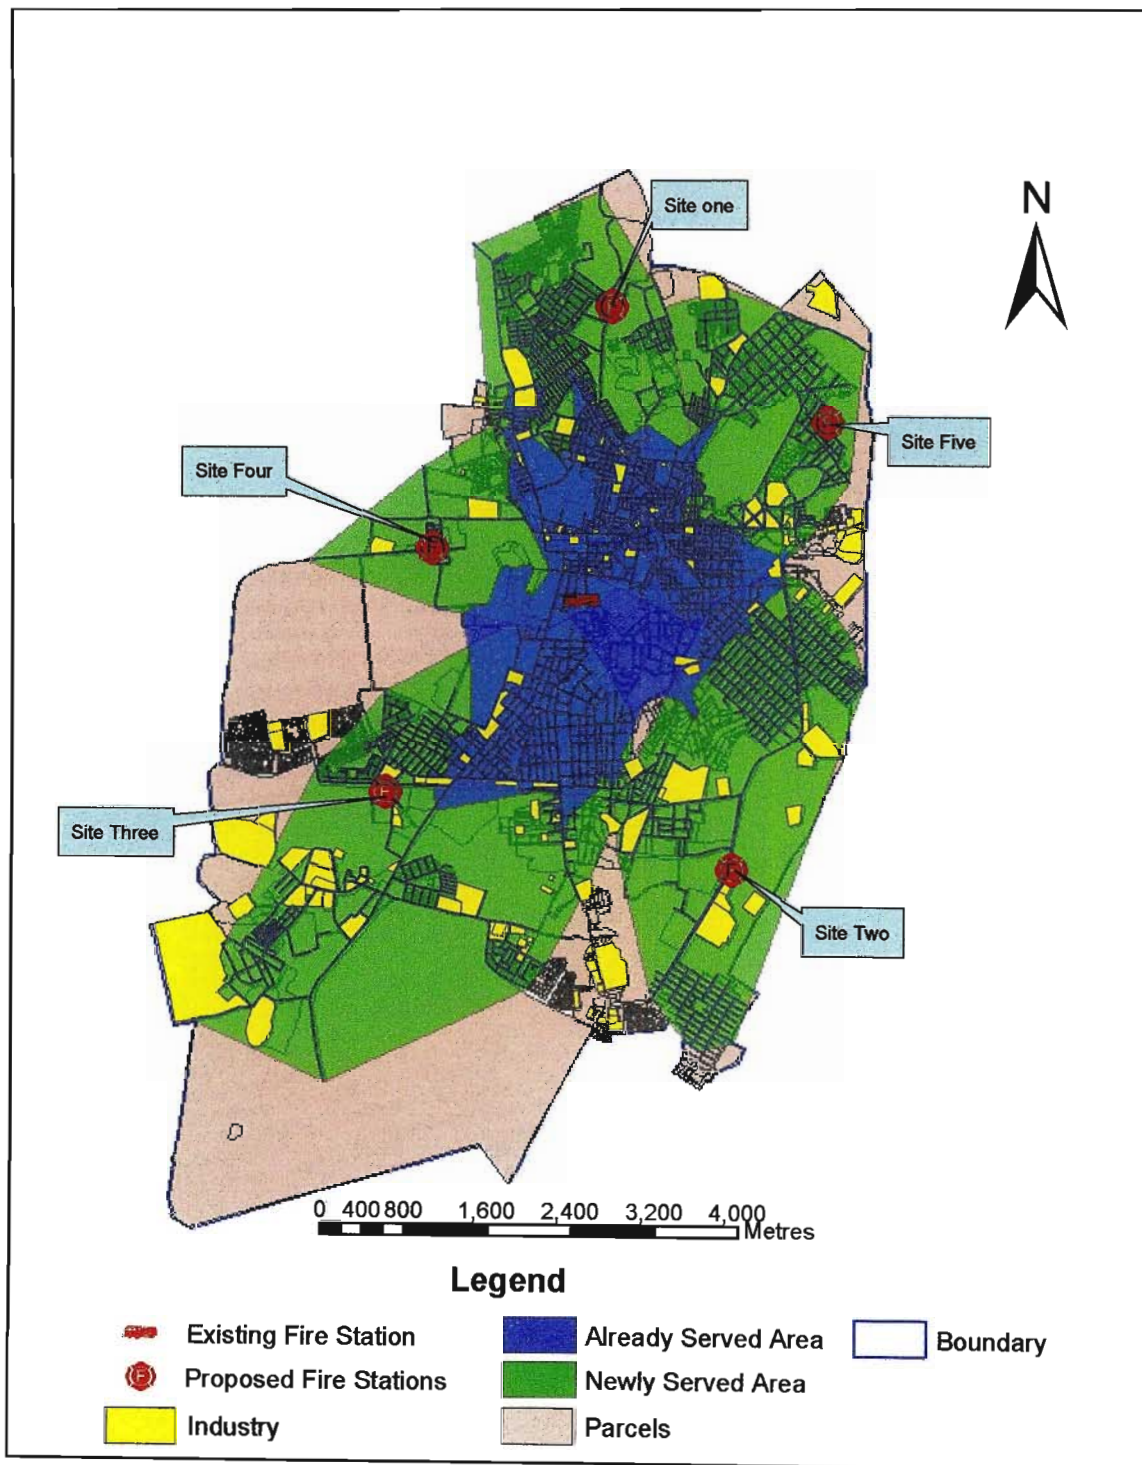 Site one
N
Site Five
Site Four
Site Three
Site Two
0 400 800 1,600 2,400 3,200 4,000
Metres
Legend
Existing Fire Station
Already Served Area
Boundary
F Proposed Fire Stations
Newly Served Area
Industry
Parcels